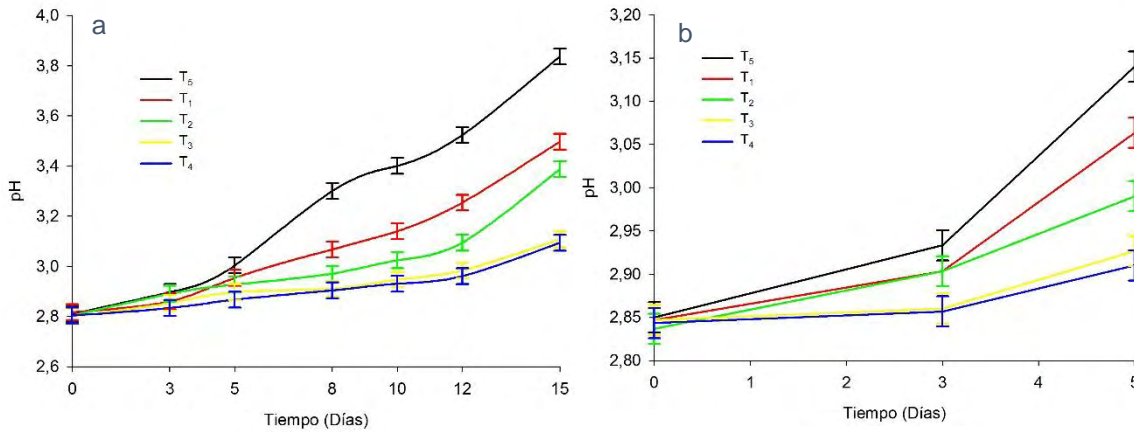 a
4,0
3,8
3,6
3,4
3,2
3,0
2,8
2,6
pH
T5
T1
T2
T3
T4
0 3 5 8 10 12 15
Tiempo (Días)
b
3,20
3,15
3,10
3,05
3,00
2,95
2,90
2,85
2,80
pH
T5
T1
T2
T3
T4
0 1 2 3 4 5
Tiempo (Días)